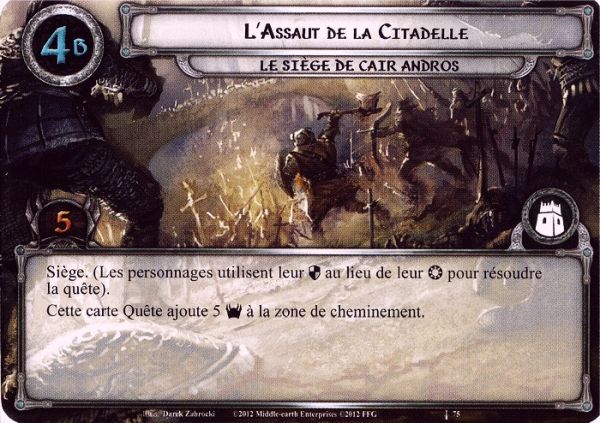 4B
L'ASSAUT DE LA CITADELLE
LE SIÈGE DE CAIR ANDROS
5
Siège. (Les personnages utilisent leur au lieu de leur pour résoudre
la quête).
Cette carte Quête ajoute 5 à la zone de cheminement.
Illus. Darek Zabrocki ©2012 Middle-earth Enterprises ©2012 FFG 75